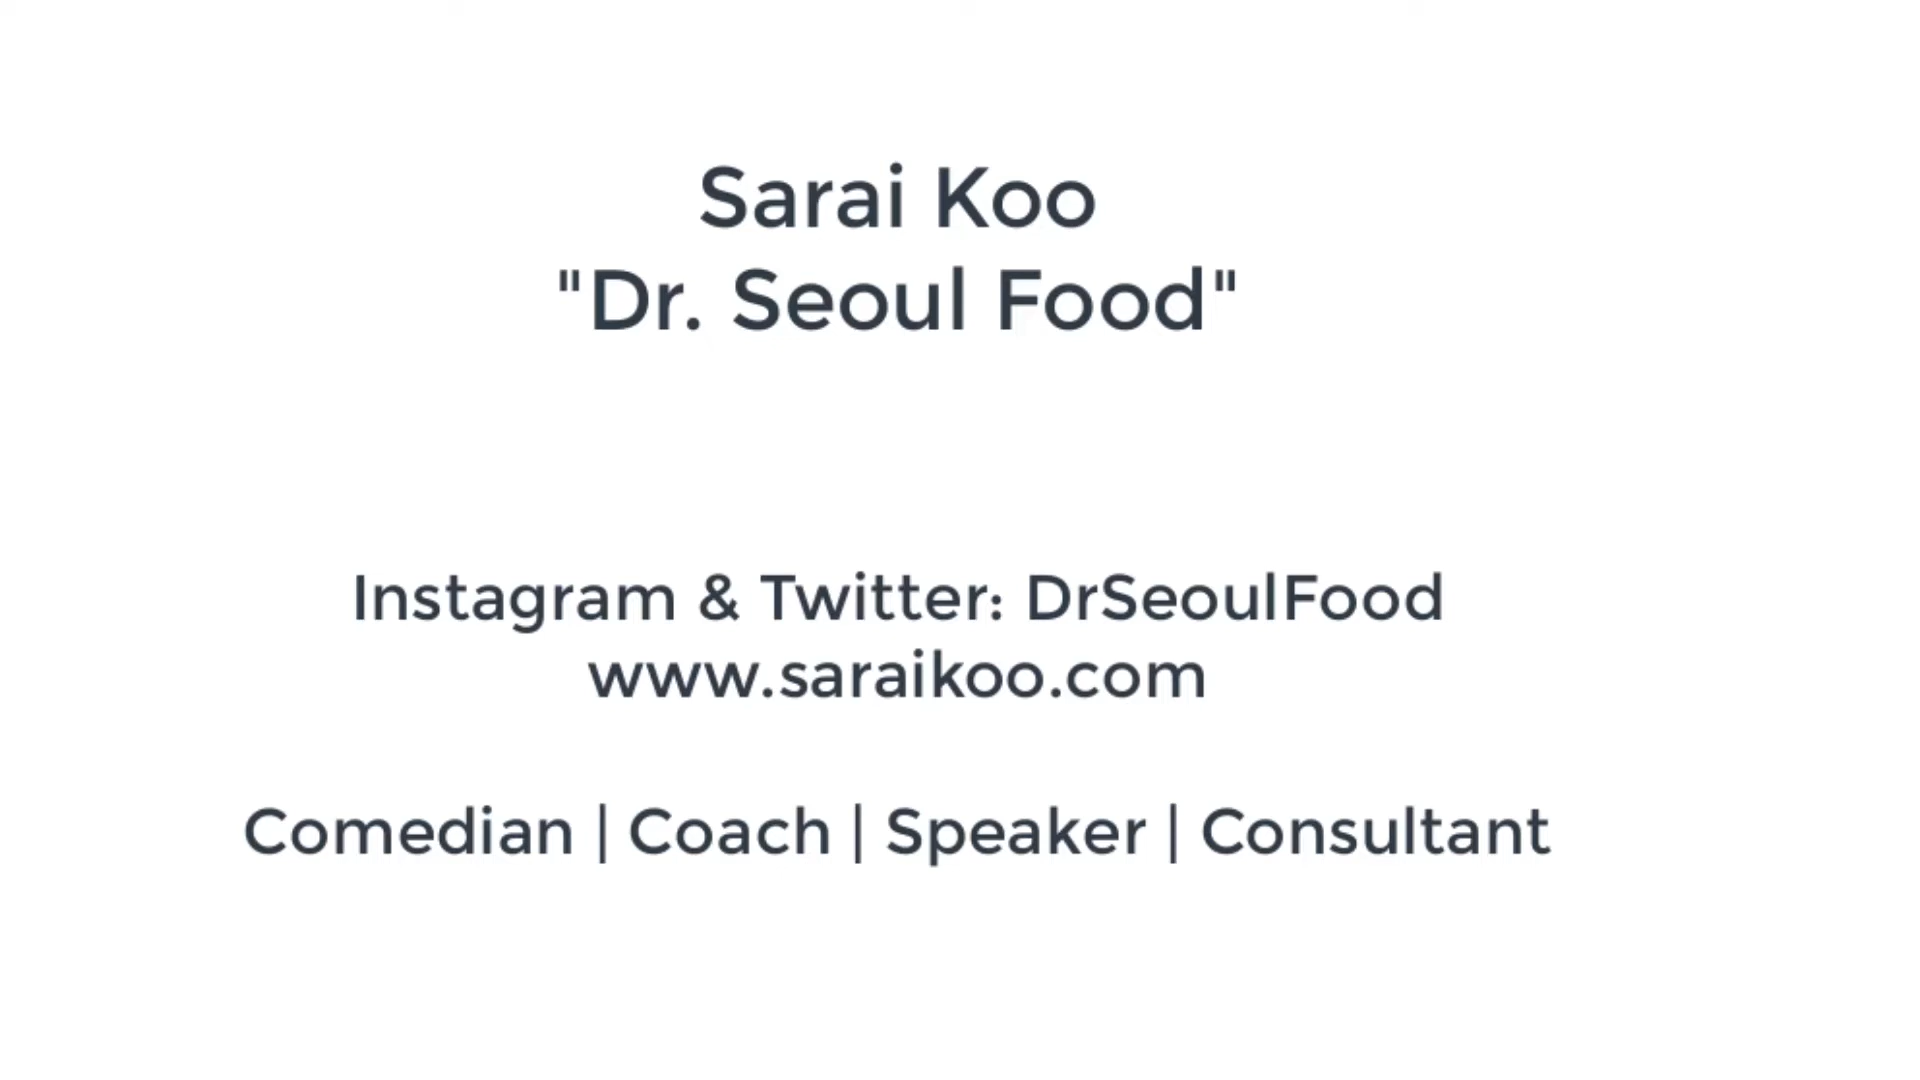 Sarai Koo
"Dr. Seoul Food"
Instagram & Twitter: DrSeoulFood
www.saraikoo.com
Comedian | Coach | Speaker | Consultant